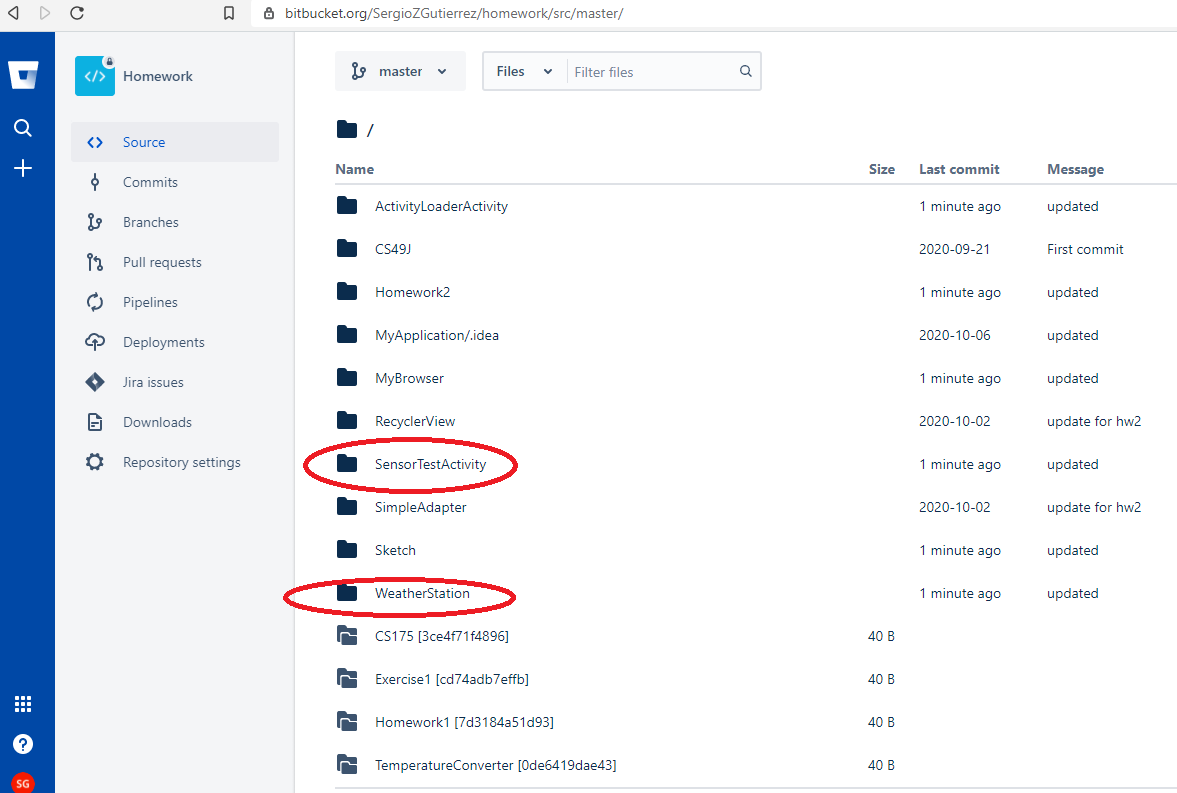 bitbucket.org/SergioZGutierrez/homework/src/master/
</> Homework
master Files Filter files
Source
Commits
Branches
Pull requests
Pipelines
Deployments
Jira issues
Downloads
Repository settings
/
Name Size Last commit Message
ActivityLoaderActivity 1 minute ago updated
CS49J 2020-09-21 First commit
Homework2 1 minute ago updated
MyApplication/.idea 2020-10-06 updated
MyBrowser 1 minute ago updated
RecyclerView 2020-10-02 update for hw2
SensorTestActivity 1 minute ago updated
SimpleAdapter 2020-10-02 update for hw2
Sketch 1 minute ago updated
WeatherStation 1 minute ago updated
CS175 [3ce4f71f4896] 40 B
Exercise1 [cd74adb7effb] 40 B
Homework1 [7d3184a51d93] 40 B
TemperatureConverter [0de6419dae43] 40 B
?
SG